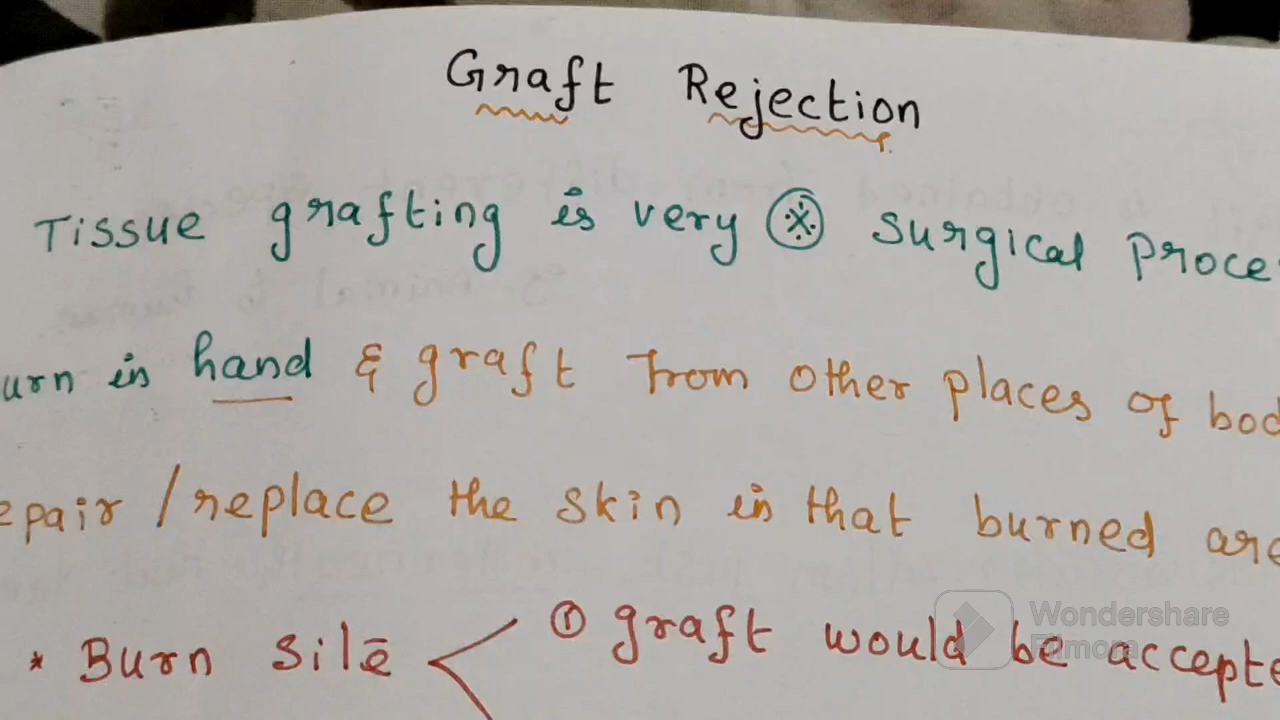 Graft Rejection
Tissue grafting is very ※ surgical proce
urn in hand & graft from other places of bod
epair / replace the skin in that burned are
* Burn site ① graft would be accepte
Wondershare
Filmora